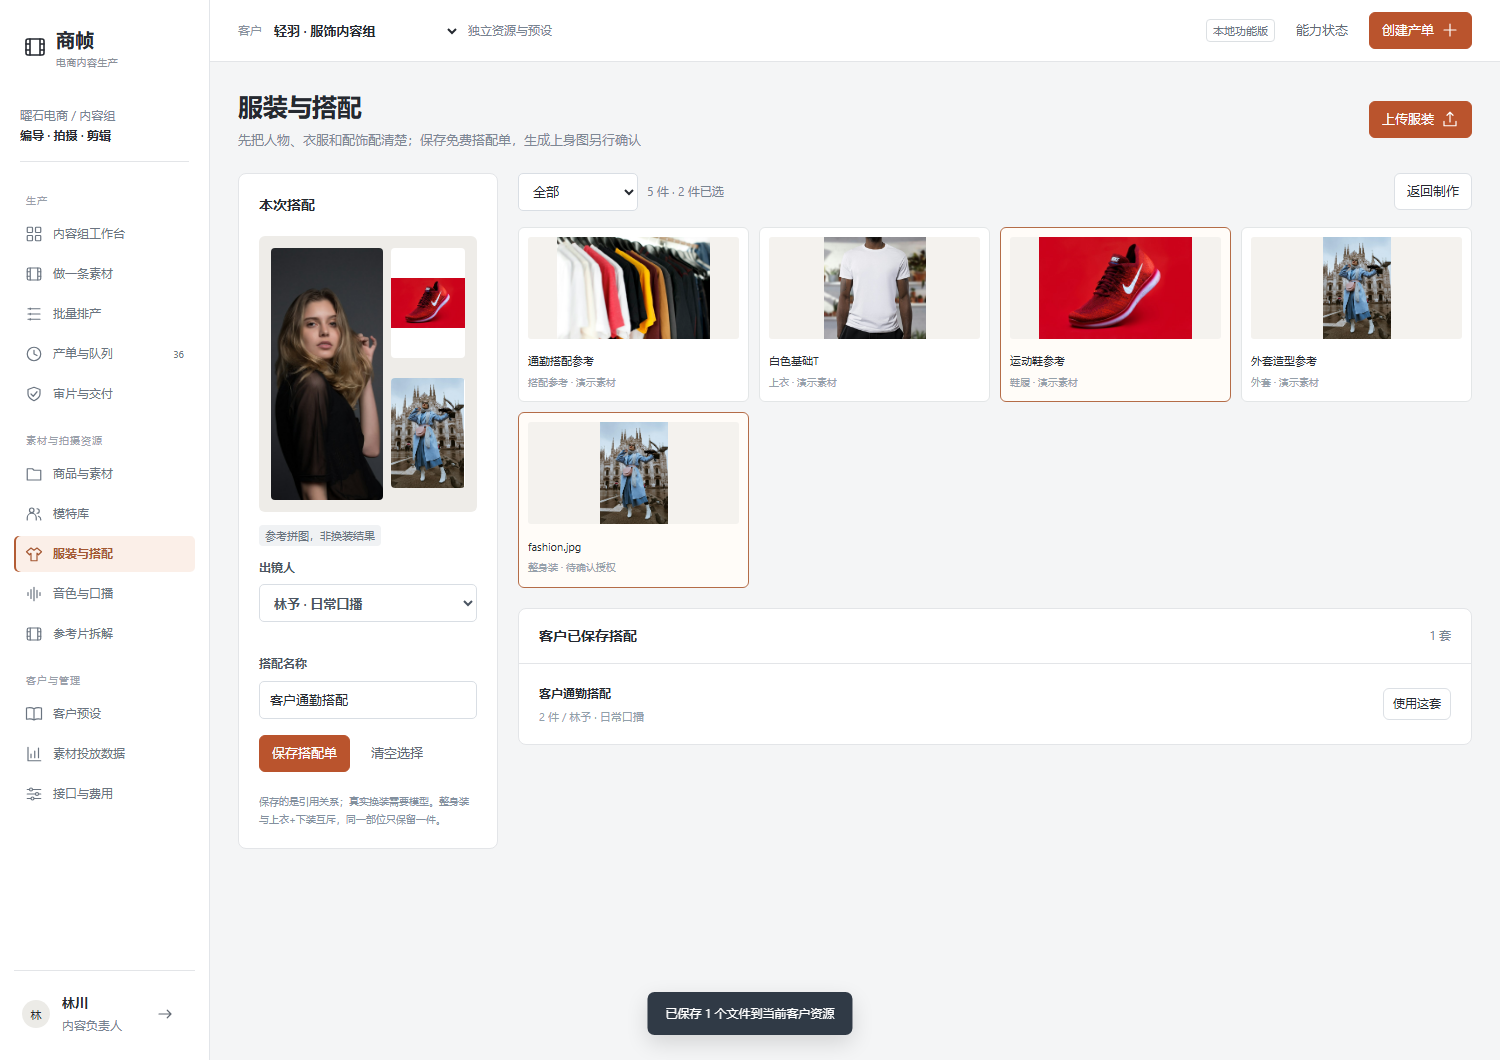 商帧
电商内容生产
曜石电商 / 内容组
编导 · 拍摄 · 剪辑
生产
内容组工作台
做一条素材
批量排产
产单与队列 36
审片与交付
素材与拍摄资源
商品与素材
模特库
服装与搭配
音色与口播
参考片拆解
客户与管理
客户预设
素材投放数据
接口与费用
林
林川
内容负责人
客户 轻羽 · 服饰内容组 独立资源与预设
本地功能版 能力状态 创建产单
服装与搭配
先把人物、衣服和配饰配清楚；保存免费搭配单，生成上身图另行确认
上传服装
本次搭配
参考拼图，非换装结果
出镜人
林予 · 日常口播
搭配名称
客户通勤搭配
保存搭配单 清空选择
保存的是引用关系；真实换装需要模型。整身装
与上衣+下装互斥，同一部位只保留一件。
全部 5 件 · 2 件已选 返回制作
通勤搭配参考
搭配参考 · 演示素材
白色基础T
上衣 · 演示素材
运动鞋参考
鞋履 · 演示素材
外套造型参考
外套 · 演示素材
fashion.jpg
整身装 · 待确认授权
客户已保存搭配 1 套
客户通勤搭配
2 件 / 林予 · 日常口播
使用这套
已保存 1 个文件到当前客户资源